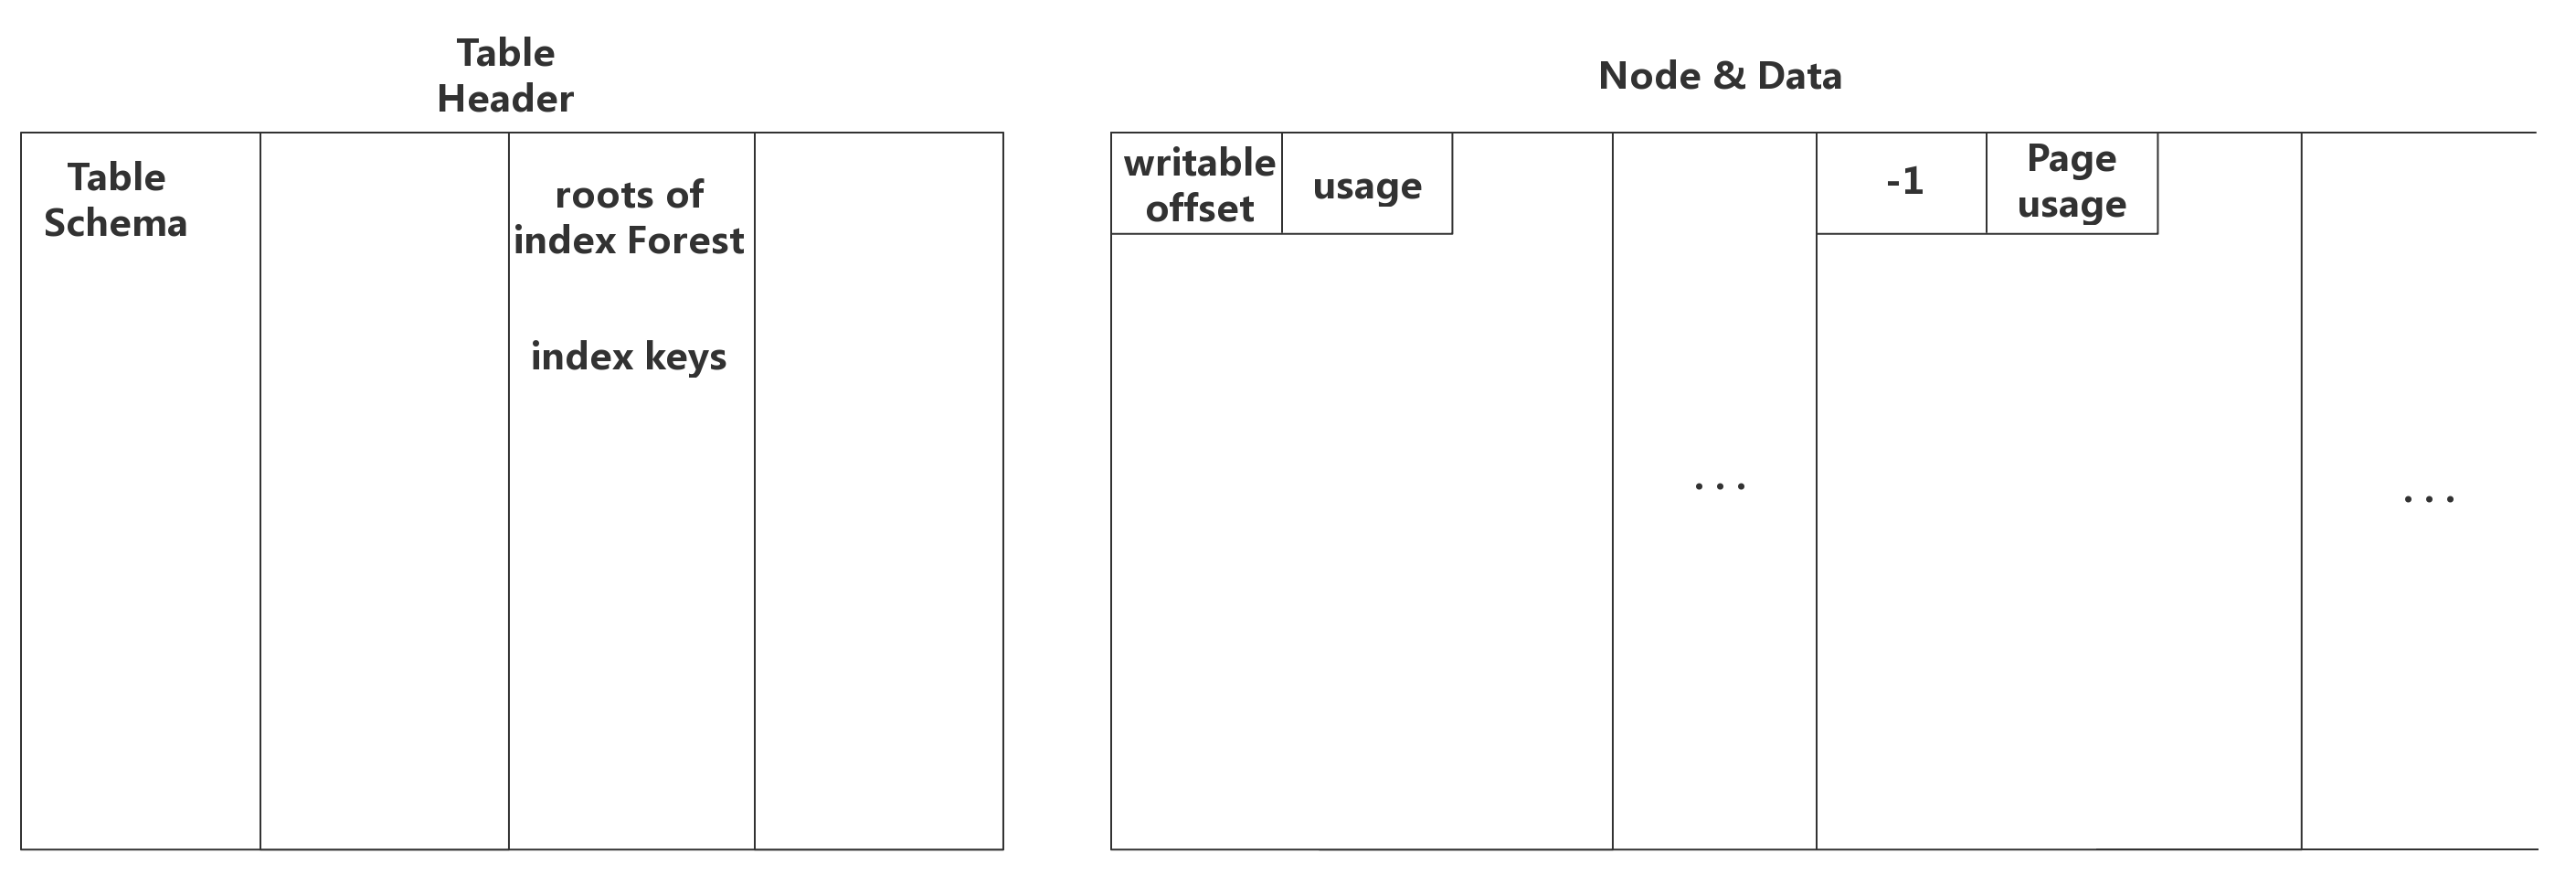 Table
Header
Node & Data
Table
Schema
roots of
index Forest
index keys
writable
offset
usage
-1
Page
usage
...
...